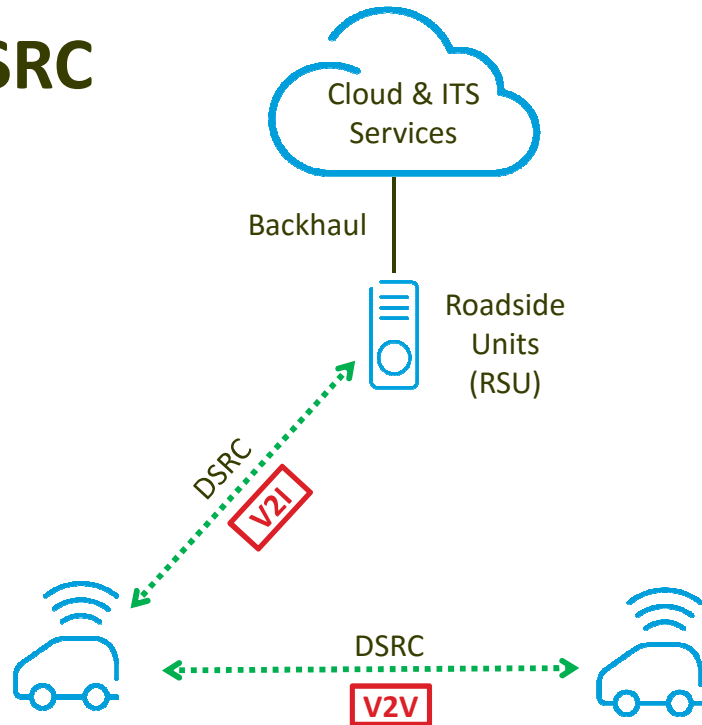 SRC
Cloud & ITS
Services
Backhaul
Roadside
Units
(RSU)
DSRC
V2I
DSRC
V2V